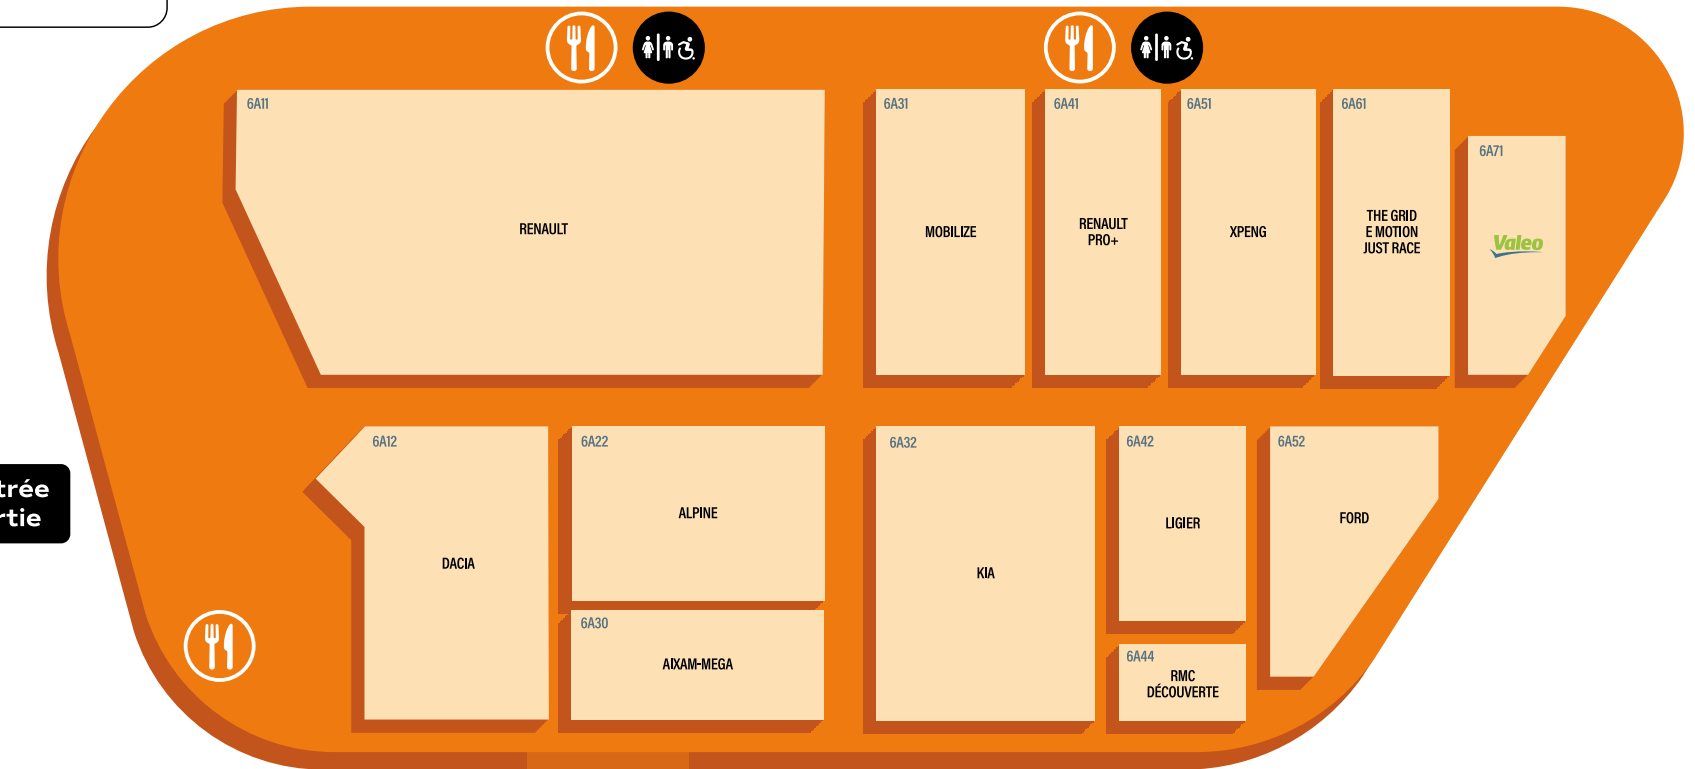 6A11
RENAULT
6A31
MOBILIZE
6A41
RENAULT
PRO+
6A51
XPENG
6A61
THE GRID
E MOTION
JUST RACE
6A71
Valeo
6A12
DACIA
6A22
ALPINE
6A30
AIXAM-MEGA
6A32
KIA
6A42
LIGIER
6A44
RMC
DÉCOUVERTE
6A52
FORD
trée
rtie